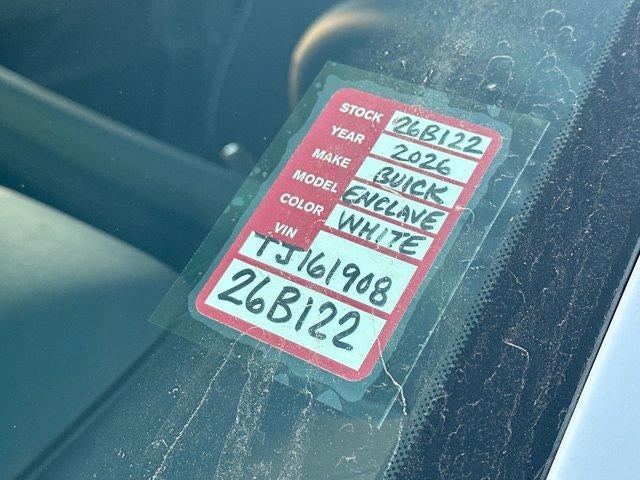 STOCK 26B122
YEAR 2026
MAKE BUICK
MODEL ENCLAVE
COLOR WHITE
VIN TJ161908
26B122